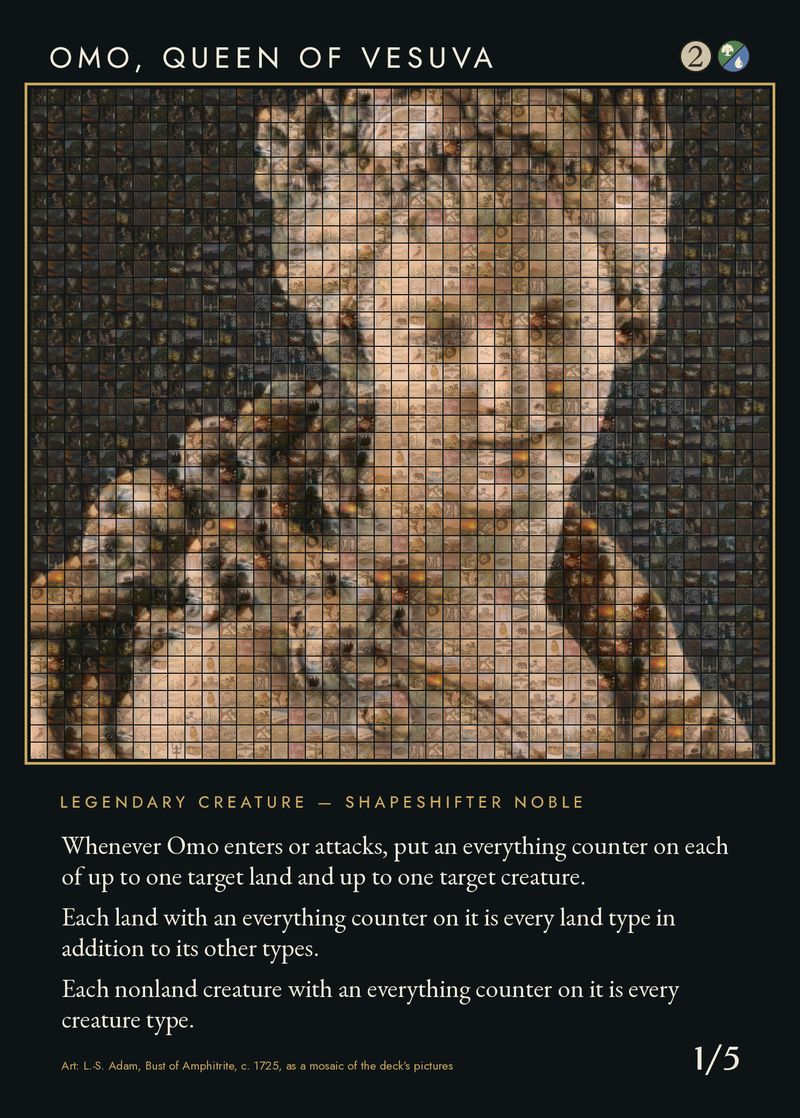 OMO, QUEEN OF VESUVA 2
LEGENDARY CREATURE — SHAPESHIFTER NOBLE
Whenever Omo enters or attacks, put an everything counter on each
of up to one target land and up to one target creature.
Each land with an everything counter on it is every land type in
addition to its other types.
Each nonland creature with an everything counter on it is every
creature type.
Art: L.-S. Adam, Bust of Amphitrite, c. 1725, as a mosaic of the deck's pictures
1/5